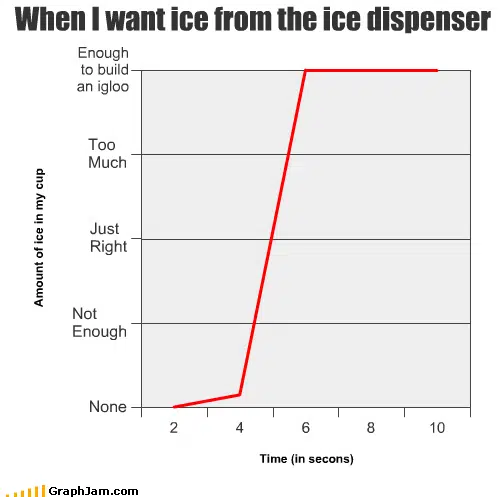 When I want ice from the ice dispenser
Enough
to build
an igloo
Too
Much
Just
Right
Not
Enough
None
Amount of ice in my cup
2 4 6 8 10
Time (in secons)
GraphJam.com